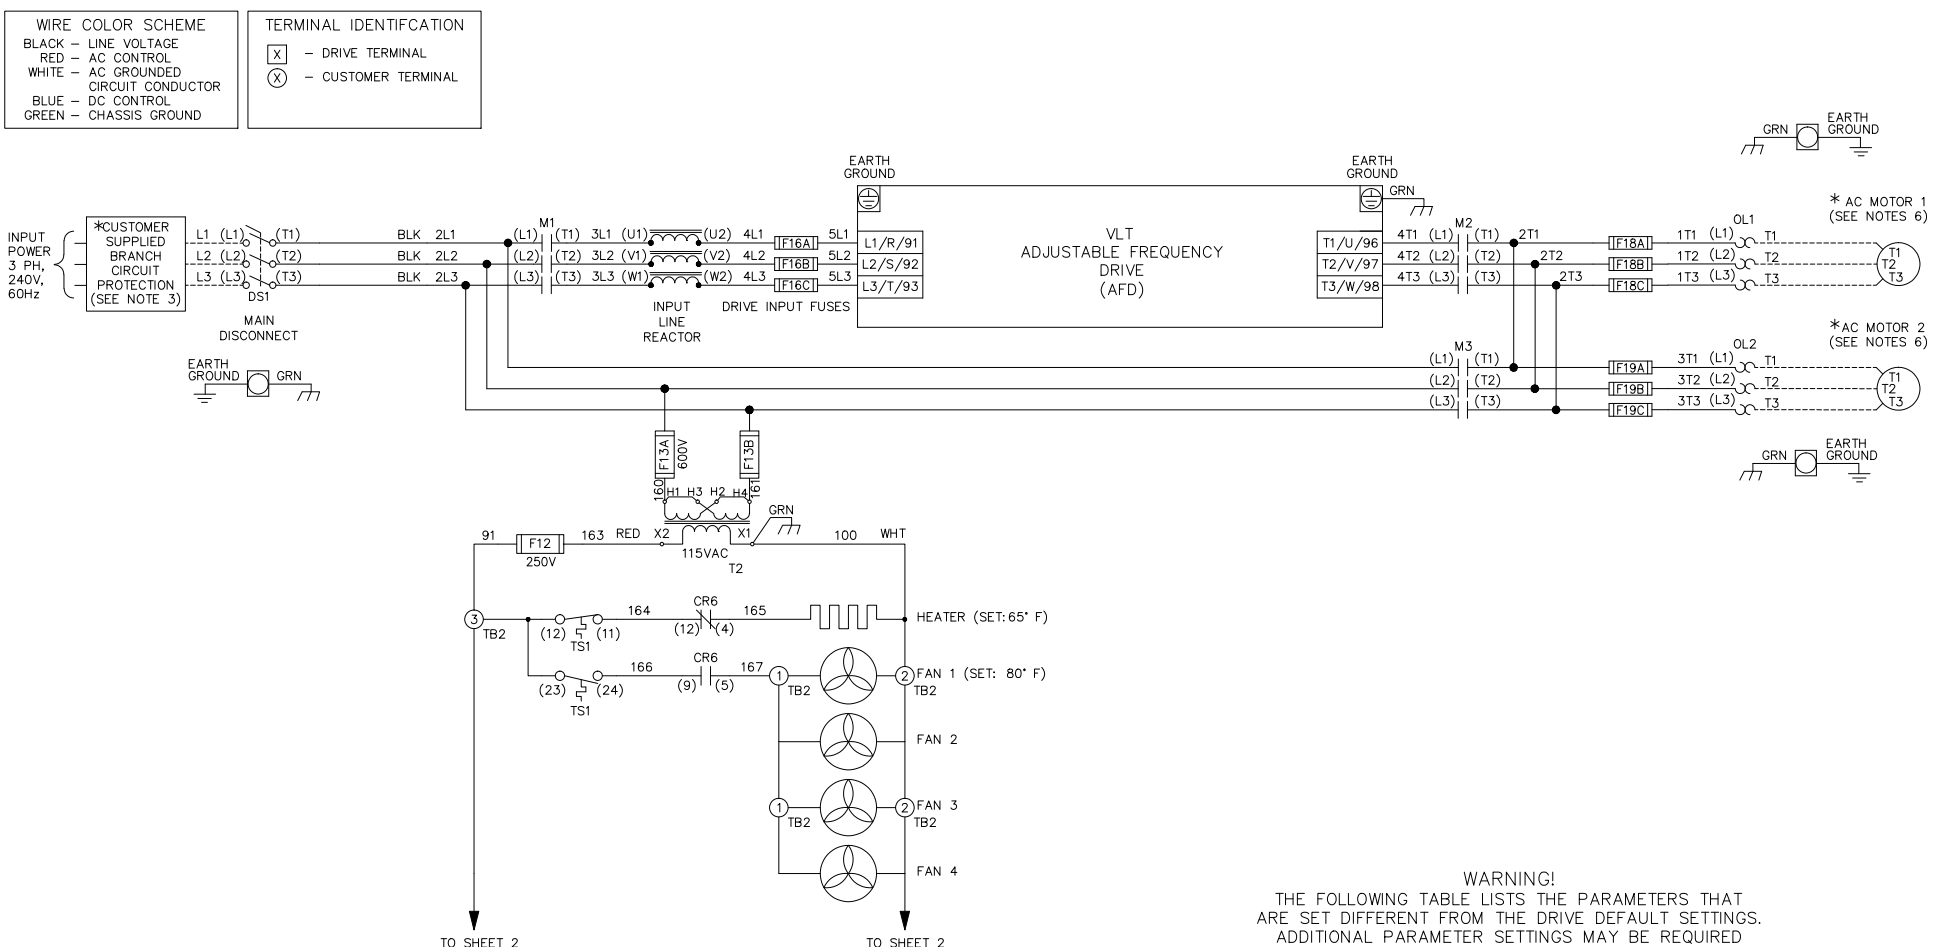 WIRE COLOR SCHEME
BLACK – LINE VOLTAGE
RED – AC CONTROL
WHITE – AC GROUNDED
CIRCUIT CONDUCTOR
BLUE – DC CONTROL
GREEN – CHASSIS GROUND
TERMINAL IDENTIFCATION
X – DRIVE TERMINAL
X – CUSTOMER TERMINAL
GRN
EARTH
GROUND
INPUT
POWER
3 PH,
240V,
60Hz
*CUSTOMER
SUPPLIED
BRANCH
CIRCUIT
PROTECTION
(SEE NOTE 3)
L1 (L1) (T1) BLK 2L1 (L1) M1 (T1) 3L1 (U1) (U2) 4L1 F16A 5L1 L1/R/91
L2 (L2) (T2) BLK 2L2 (L2) (T2) 3L2 (V1) (V2) 4L2 F16B 5L2 L2/S/92
L3 (L3) (T3) BLK 2L3 (L3) (T3) 3L3 (W1) (W2) 4L3 F16C 5L3 L3/T/93
DS1
MAIN
DISCONNECT
INPUT
LINE
REACTOR
DRIVE INPUT FUSES
EARTH
GROUND
VLT
ADJUSTABLE FREQUENCY
DRIVE
(AFD)
EARTH
GROUND
GRN
T1/U/96 4T1 (L1) M2 (T1) 2T1 F18A 1T1 (L1) OL1 T1
T2/V/97 4T2 (L2) (T2) 2T2 F18B 1T2 (L2) T2
T3/W/98 4T3 (L3) (T3) 2T3 F18C 1T3 (L3) T3
* AC MOTOR 1
(SEE NOTES 6)
T1
T2
T3
EARTH
GROUND
GRN
(L1) M3 (T1) F19A 3T1 (L1) OL2 T1
(L2) (T2) F19B 3T2 (L2) T2
(L3) (T3) F19C 3T3 (L3) T3
*AC MOTOR 2
(SEE NOTES 6)
T1
T2
T3
GRN
EARTH
GROUND
F13A
600V
F13B
160
161
H1 H3 H2 H4
GRN
91 F12 163 RED X2 X1 100 WHT
250V
115VAC
T2
3
TB2
(12) (11)
TS1
164
CR6
(12) (4)
165
HEATER (SET:65° F)
(23) (24)
TS1
166
CR6
(9) (5)
167
1
TB2
2
TB2
FAN 1 (SET: 80° F)
FAN 2
1
TB2
2
TB2
FAN 3
FAN 4
TO SHEET 2
TO SHEET 2
WARNING!
THE FOLLOWING TABLE LISTS THE PARAMETERS THAT
ARE SET DIFFERENT FROM THE DRIVE DEFAULT SETTINGS.
ADDITIONAL PARAMETER SETTINGS MAY BE REQUIRED